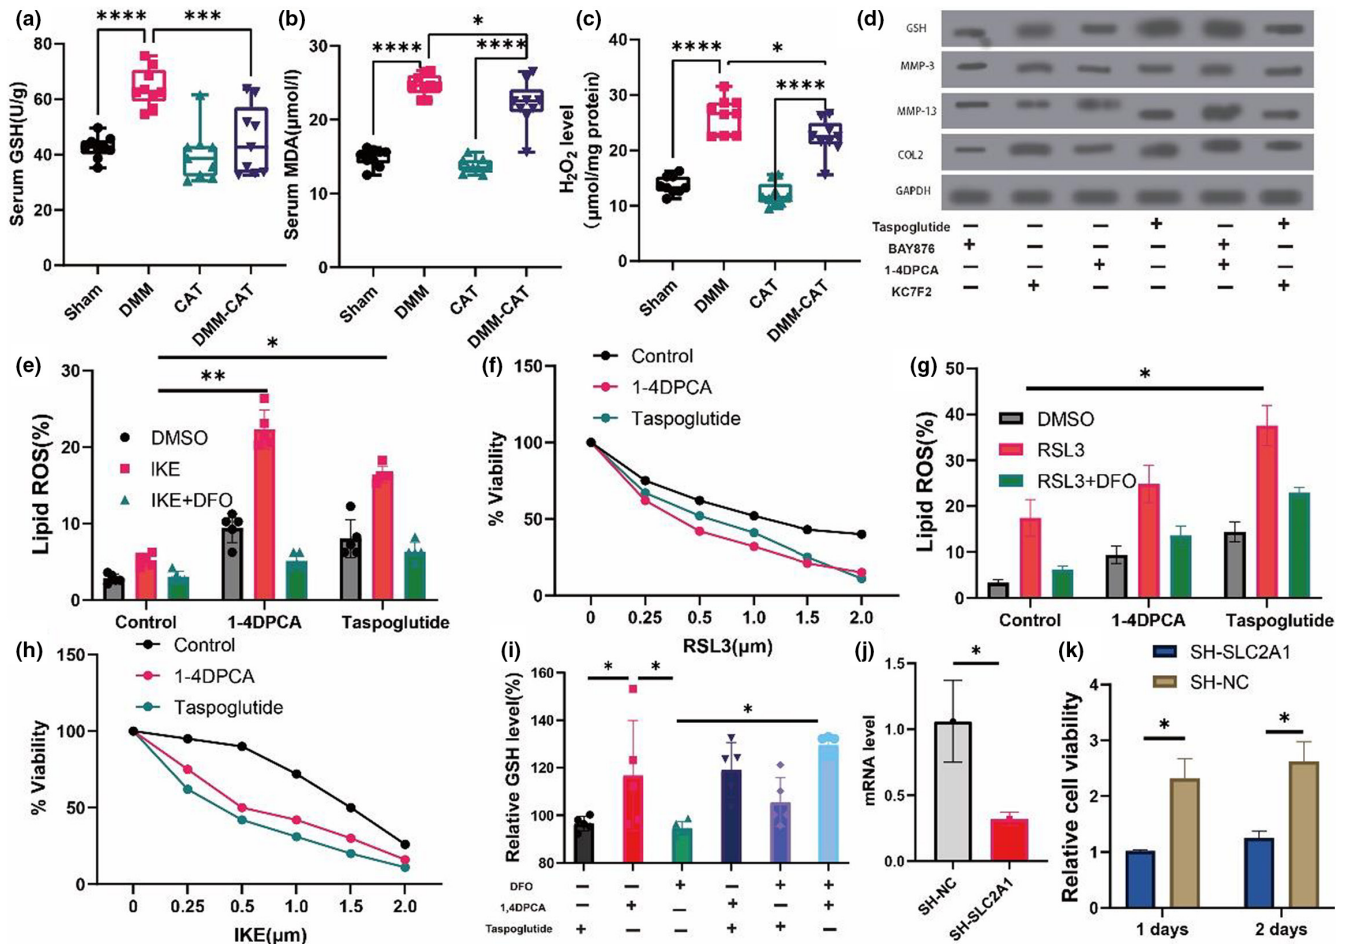 (a)
**** ***
Serum GSH(U/g)
80
60
40
20
0
Sham DMM CAT DMM-CAT
(b)
*
**** ****
Serum MDA(μmol/l)
30
20
10
0
Sham DMM CAT DMM-CAT
(c)
**** *
****
H₂O₂ level
(μmol/mg protein)
40
30
20
10
0
Sham DMM CAT DMM-CAT
(d)
GSH
MMP-3
MMP-13
COL2
GAPDH
Taspoglutide – – – + – +
BAY876 + – – – + –
1-4DPCA – – + – + –
KC7F2 – + – – – +
(e)
*
**
Lipid ROS(%)
30
20
10
0
DMSO
IKE
IKE+DFO
Control 1-4DPCA Taspoglutide
(f)
Control
1-4DPCA
Taspoglutide
% Viability
150
100
50
0
0 0.25 0.5 1.0 1.5 2.0
RSL3(μm)
(g)
*
Lipid ROS(%)
50
40
30
20
10
0
DMSO
RSL3
RSL3+DFO
Control 1-4DPCA Taspoglutide
(h)
Control
1-4DPCA
Taspoglutide
% Viability
150
100
50
0
0 0.25 0.5 1.0 1.5 2.0
IKE(μm)
(i)
* *
*
Relative GSH level(%)
160
140
120
100
80
DFO – – + – + +
1,4DPCA – + – + – +
Taspoglutide + – – + + –
(j)
*
mRNA level
1.5
1.0
0.5
0.0
SH-NC SH-SLC2A1
(k)
SH-SLC2A1
SH-NC
* *
Relative cell viability
4
3
2
1
0
1 days 2 days